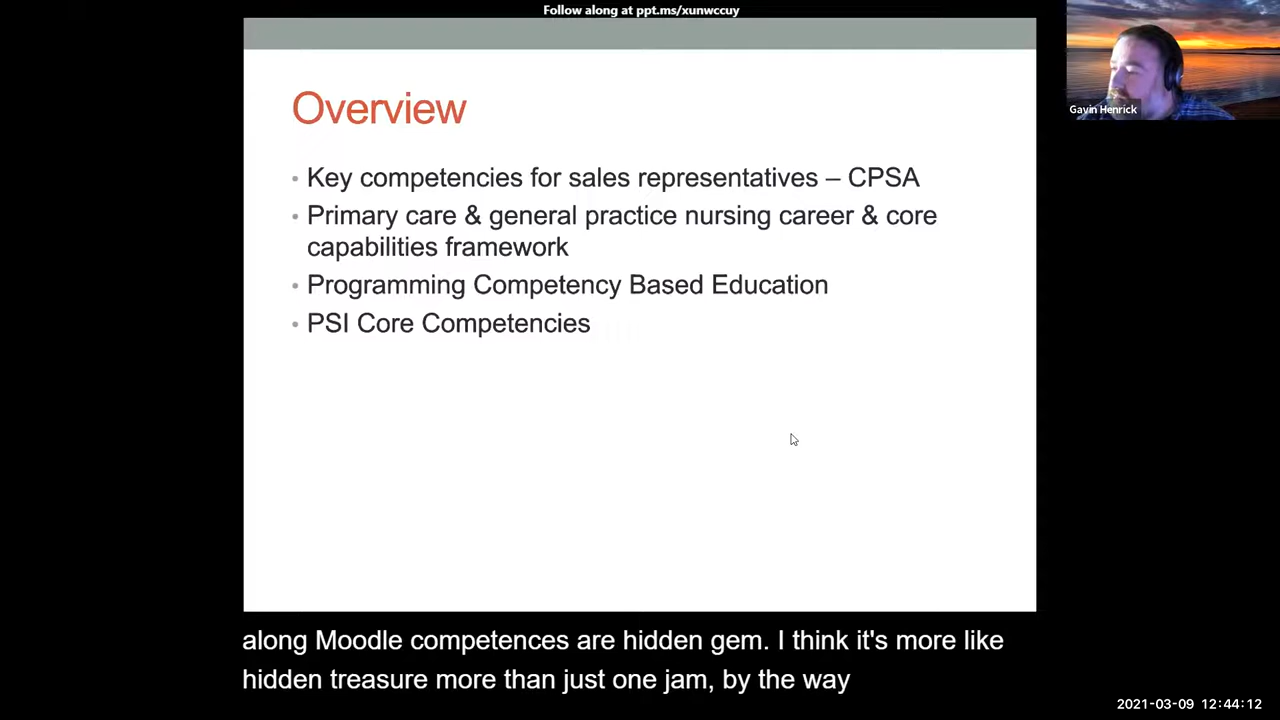 Follow along at ppt.ms/xunwccuy
Gavin Henrick
Overview
• Key competencies for sales representatives – CPSA
• Primary care & general practice nursing career & core
capabilities framework
• Programming Competency Based Education
• PSI Core Competencies
along Moodle competences are hidden gem. I think it's more like
hidden treasure more than just one jam, by the way
2021-03-09 12:44:12